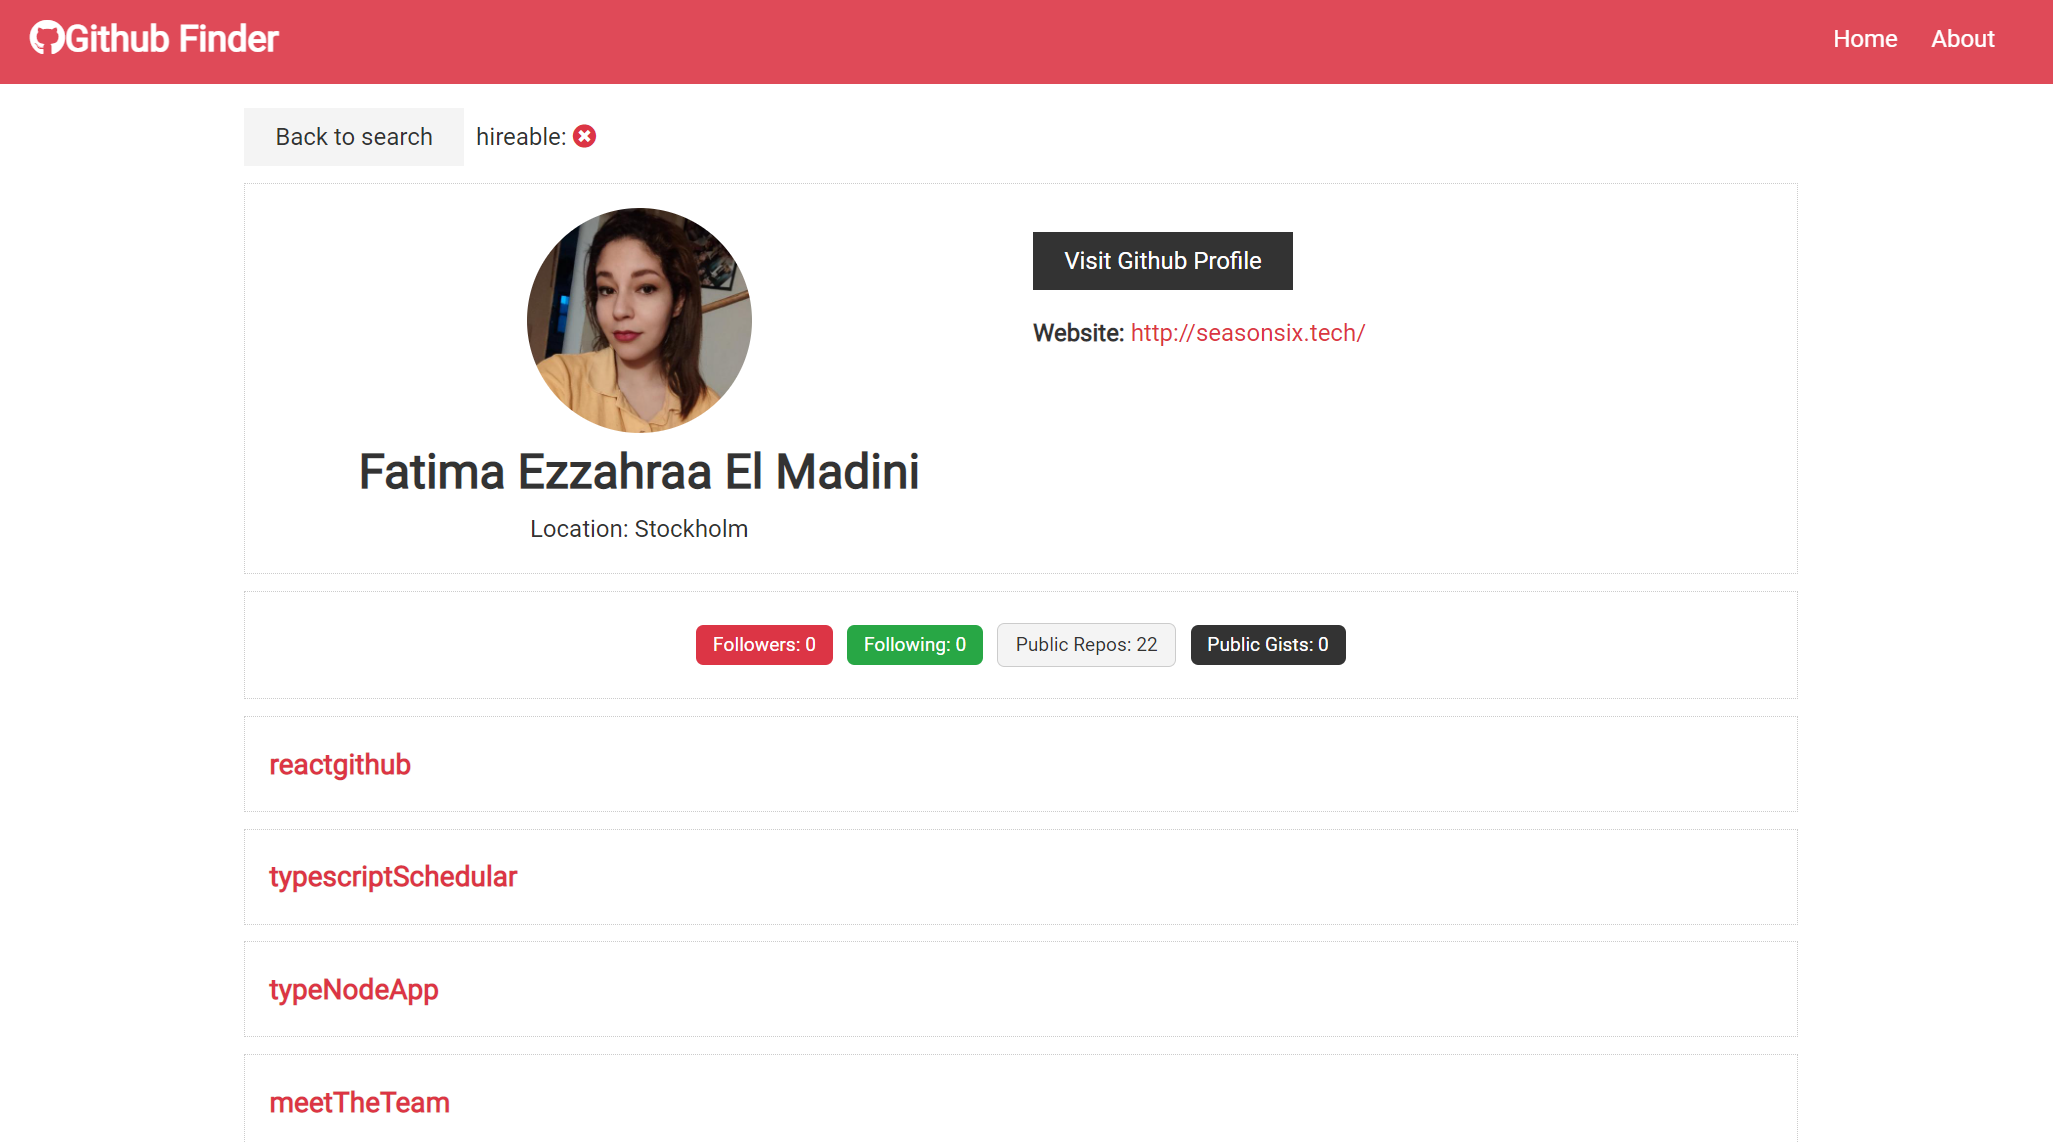 Github Finder
Home
About
Back to search
hireable:
Visit Github Profile
Website: http://seasonsix.tech/
Fatima Ezzahraa El Madini
Location: Stockholm
Followers: 0
Following: 0
Public Repos: 22
Public Gists: 0
reactgithub
typescriptSchedular
typeNodeApp
meetTheTeam